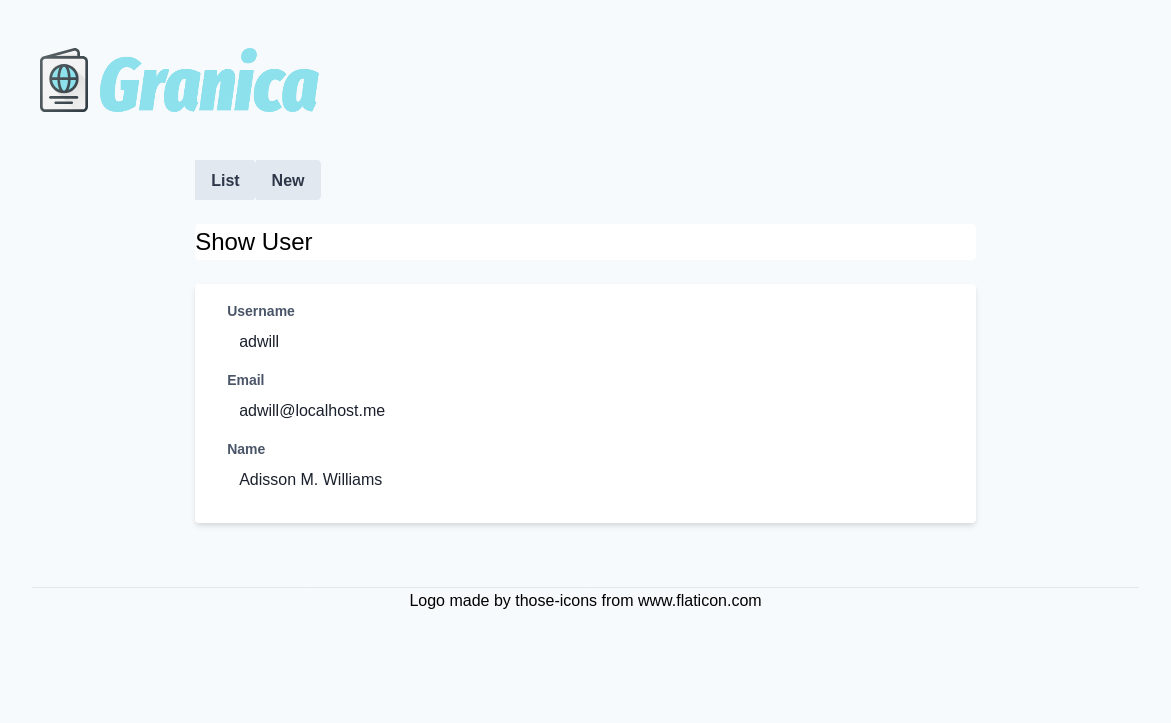 Granica
List New
Show User
Username
adwill
Email
adwill@localhost.me
Name
Adisson M. Williams
Logo made by those-icons from www.flaticon.com